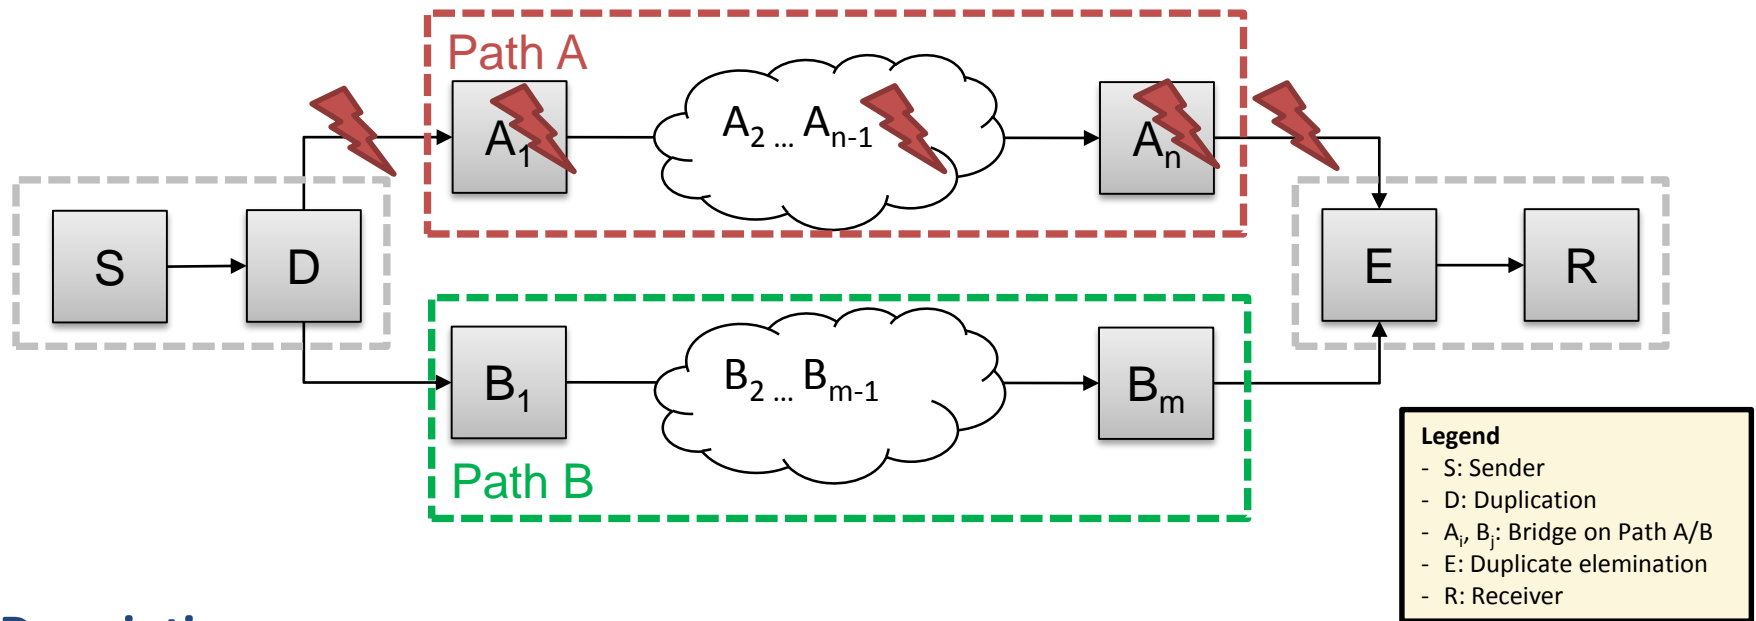 Path A
A1
A2 ... An-1
An
S
D
E
R
B1
B2 ... Bm-1
Bm
Path B
Legend
- S: Sender
- D: Duplication
- Ai, Bj: Bridge on Path A/B
- E: Duplicate elemination
- R: Receiver